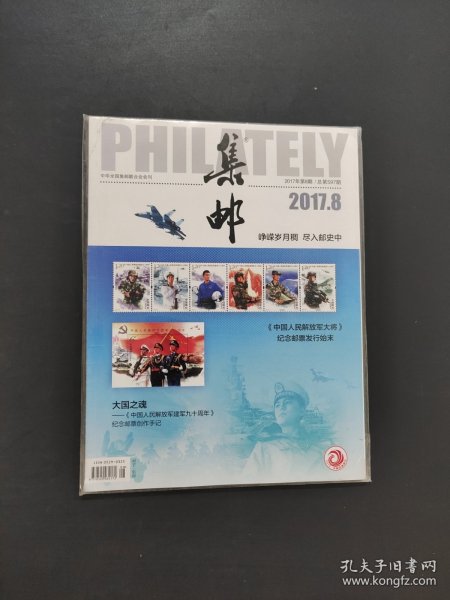 PHILATELY
集邮
中华全国集邮联合会会刊
2017年第8期 / 总第597期
2017.8
峥嵘岁月稠 尽入邮史中
《中国人民解放军大将》
纪念邮票发行始末
大国之魂
——《中国人民解放军建军九十周年》
纪念邮票创作手记
孔夫子旧书网
www.kongfz.com